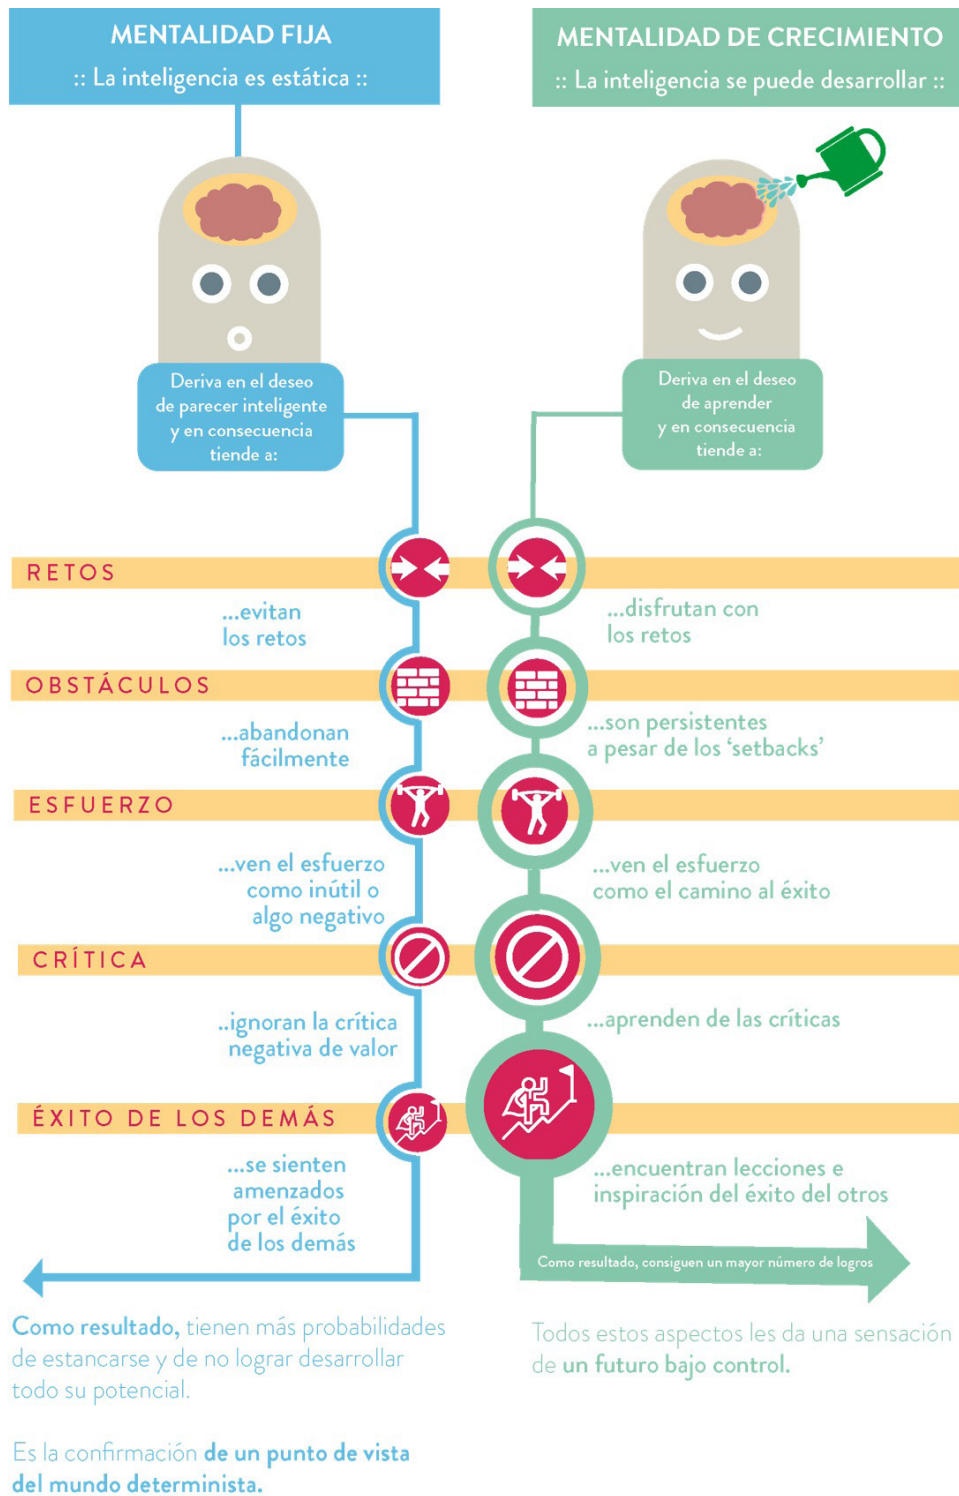 MENTALIDAD FIJA
:: La inteligencia es estática ::
MENTALIDAD DE CRECIMIENTO
:: La inteligencia se puede desarrollar ::
Deriva en el deseo
de parecer inteligente
y en consecuencia
tiende a:
Deriva en el deseo
de aprender
y en consecuencia
tiende a:
RETOS
...evitan
los retos
...disfrutan con
los retos
OBSTÁCULOS
...abandonan
fácilmente
...son persistentes
a pesar de los ‘setbacks’
ESFUERZO
...ven el esfuerzo
como inútil o
algo negativo
...ven el esfuerzo
como el camino al éxito
CRÍTICA
..ignoran la crítica
negativa de valor
...aprenden de las críticas
ÉXITO DE LOS DEMÁS
...se sienten
amenzados
por el éxito
de los demás
...encuentran lecciones e
inspiración del éxito del otros
Como resultado, consiguen un mayor número de logros
Como resultado, tienen más probabilidades
de estancarse y de no lograr desarrollar
todo su potencial.
Es la confirmación de un punto de vista
del mundo determinista.
Todos estos aspectos les da una sensación
de un futuro bajo control.